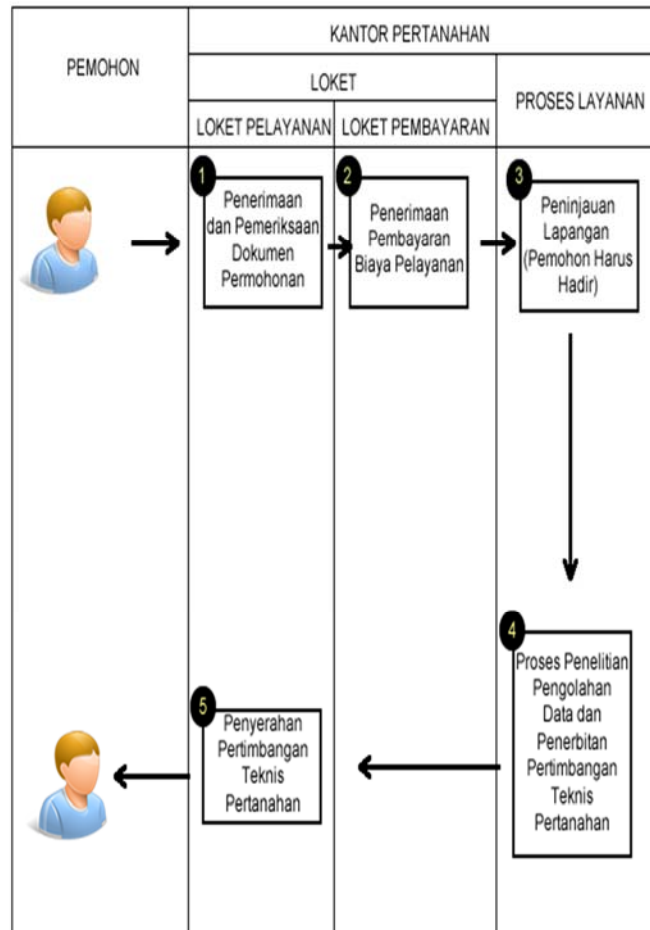 KANTOR PERTANAHAN
PEMOHON
LOKET
PROSES LAYANAN
LOKET PELAYANAN
LOKET PEMBAYARAN
1
Penerimaan
dan Pemeriksaan
Dokumen
Permohonan
2
Penerimaan
Pembayaran
Biaya Pelayanan
3
Peninjauan
Lapangan
(Pemohon Harus
Hadir)
4
Proses Penelitian
Pengolahan
Data dan
Penerbitan
Pertimbangan
Teknis
Pertanahan
5
Penyerahan
Pertimbangan
Teknis
Pertanahan